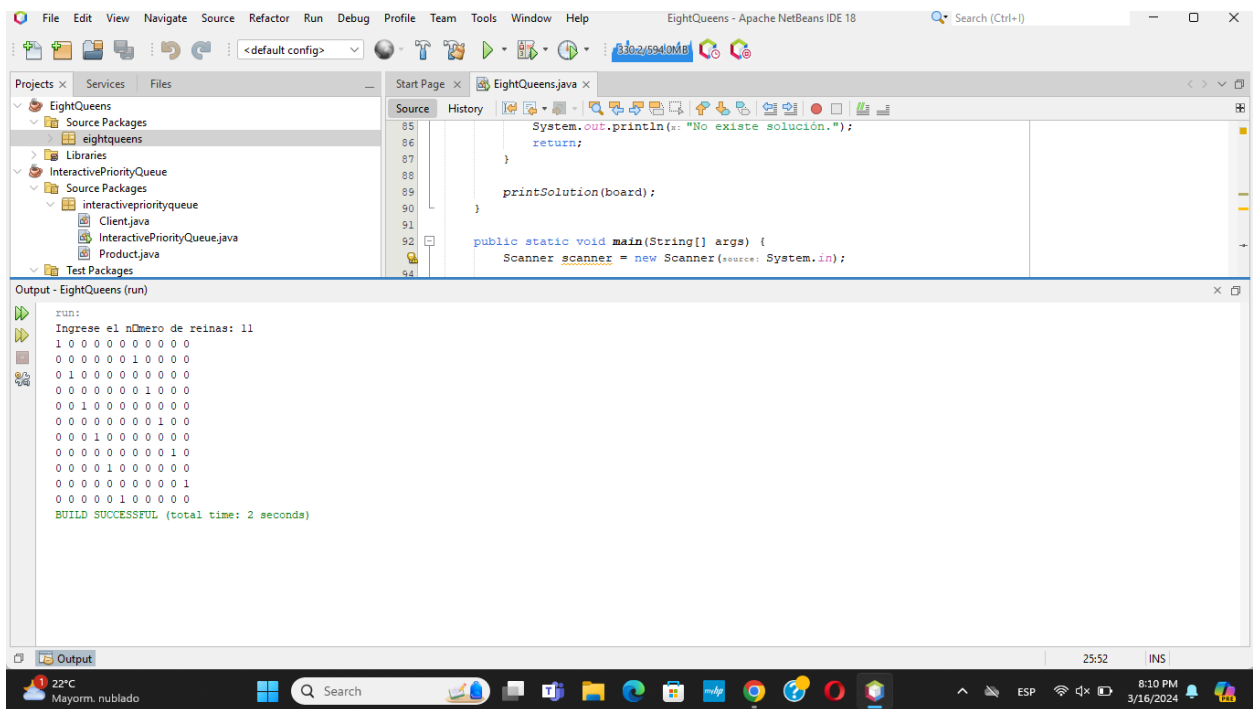 File Edit View Navigate Source Refactor Run Debug Profile Team Tools Window Help EightQueens - Apache NetBeans IDE 18 Search (Ctrl+I)
<default config> 330.2/594.0MB
Projects Services Files
Start Page EightQueens.java
Source History
EightQueens
Source Packages
eightqueens
Libraries
InteractivePriorityQueue
Source Packages
interactivepriorityqueue
Client.java
InteractivePriorityQueue.java
Product.java
Test Packages
85 System.out.println(x: "No existe solución.");
86 return;
87 }
88
89 printSolution(board);
90 }
91
92 public static void main(String[] args) {
Scanner scanner = new Scanner(source: System.in);
94
Output - EightQueens (run)
run:
Ingrese el n□mero de reinas: 11
1 0 0 0 0 0 0 0 0 0 0
0 0 0 0 0 0 1 0 0 0 0
0 1 0 0 0 0 0 0 0 0 0
0 0 0 0 0 0 0 1 0 0 0
0 0 1 0 0 0 0 0 0 0 0
0 0 0 0 0 0 0 0 1 0 0
0 0 0 1 0 0 0 0 0 0 0
0 0 0 0 0 0 0 0 0 1 0
0 0 0 0 1 0 0 0 0 0 0
0 0 0 0 0 0 0 0 0 0 1
0 0 0 0 0 1 0 0 0 0 0
BUILD SUCCESSFUL (total time: 2 seconds)
Output
25:52 INS
1
22°C
Mayorm. nublado
Search
myhp
ESP
8:10 PM
3/16/2024
PRE